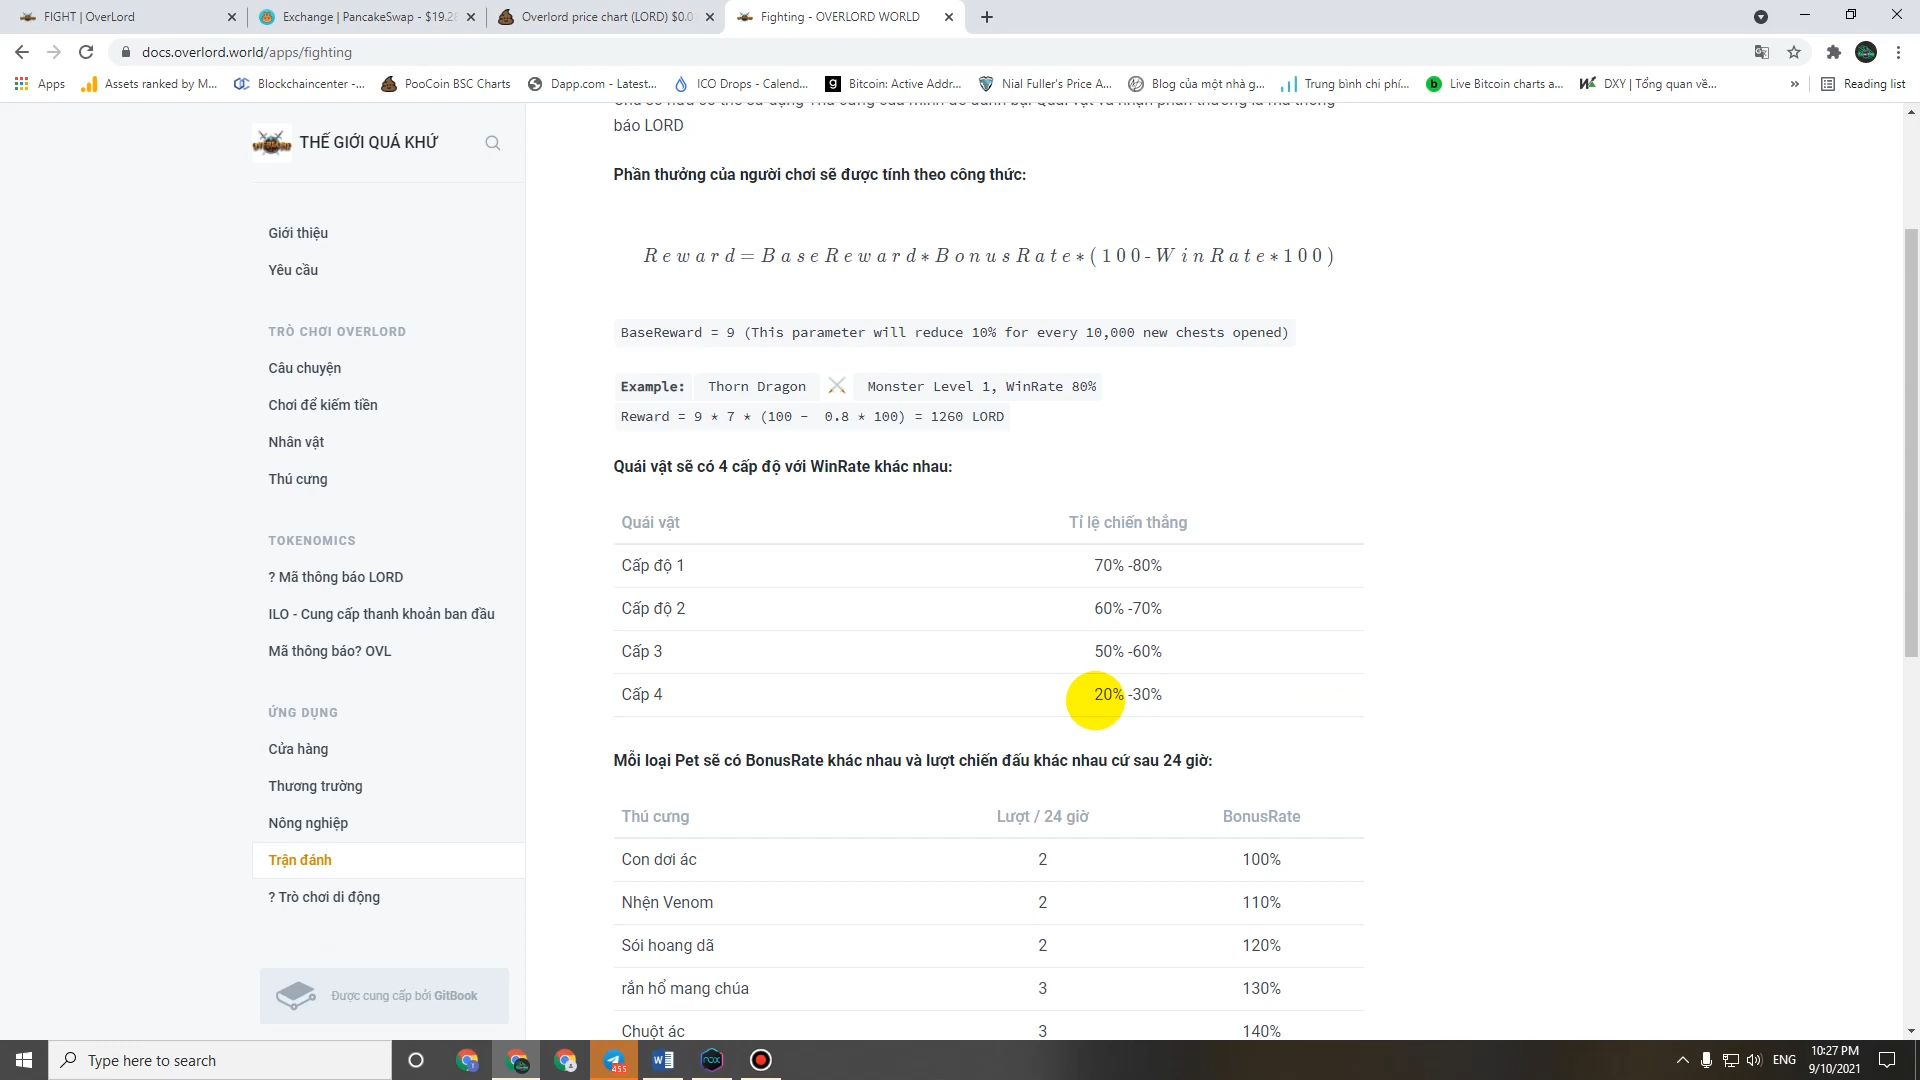 FIGHT | OverLord
Exchange | PancakeSwap - $19.28
Overlord price chart (LORD) $0.0
Fighting - OVERLORD WORLD
docs.overlord.world/apps/fighting
Apps
Assets ranked by M...
Blockchaincenter -...
PooCoin BSC Charts
Dapp.com - Latest...
ICO Drops - Calend...
Bitcoin: Active Addr...
Nial Fuller's Price A...
Blog của một nhà g...
Trung bình chi phí...
Live Bitcoin charts a...
DXY | Tổng quan về...
»
Reading list
THẾ GIỚI QUÁ KHỨ
Giới thiệu
Yêu cầu
TRÒ CHƠI OVERLORD
Câu chuyện
Chơi để kiếm tiền
Nhân vật
Thú cưng
TOKENOMICS
? Mã thông báo LORD
ILO - Cung cấp thanh khoản ban đầu
Mã thông báo? OVL
ỨNG DỤNG
Cửa hàng
Thương trường
Nông nghiệp
Trận đánh
? Trò chơi di động
Được cung cấp bởi GitBook
báo LORD
Phần thưởng của người chơi sẽ được tính theo công thức:
Reward=BaseReward∗BonusRate∗(100-WinRate∗100)
BaseReward = 9 (This parameter will reduce 10% for every 10,000 new chests opened)
Example: Thorn Dragon ⚔ Monster Level 1, WinRate 80%
Reward = 9 * 7 * (100 - 0.8 * 100) = 1260 LORD
Quái vật sẽ có 4 cấp độ với WinRate khác nhau:
Quái vật Tỉ lệ chiến thắng
Cấp độ 1 70% -80%
Cấp độ 2 60% -70%
Cấp 3 50% -60%
Cấp 4 20% -30%
Mỗi loại Pet sẽ có BonusRate khác nhau và lượt chiến đấu khác nhau cứ sau 24 giờ:
Thú cưng Lượt / 24 giờ BonusRate
Con dơi ác 2 100%
Nhện Venom 2 110%
Sói hoang dã 2 120%
rắn hổ mang chúa 3 130%
Chuột ác 3 140%
Type here to search
455
ENG
10:27 PM
9/10/2021